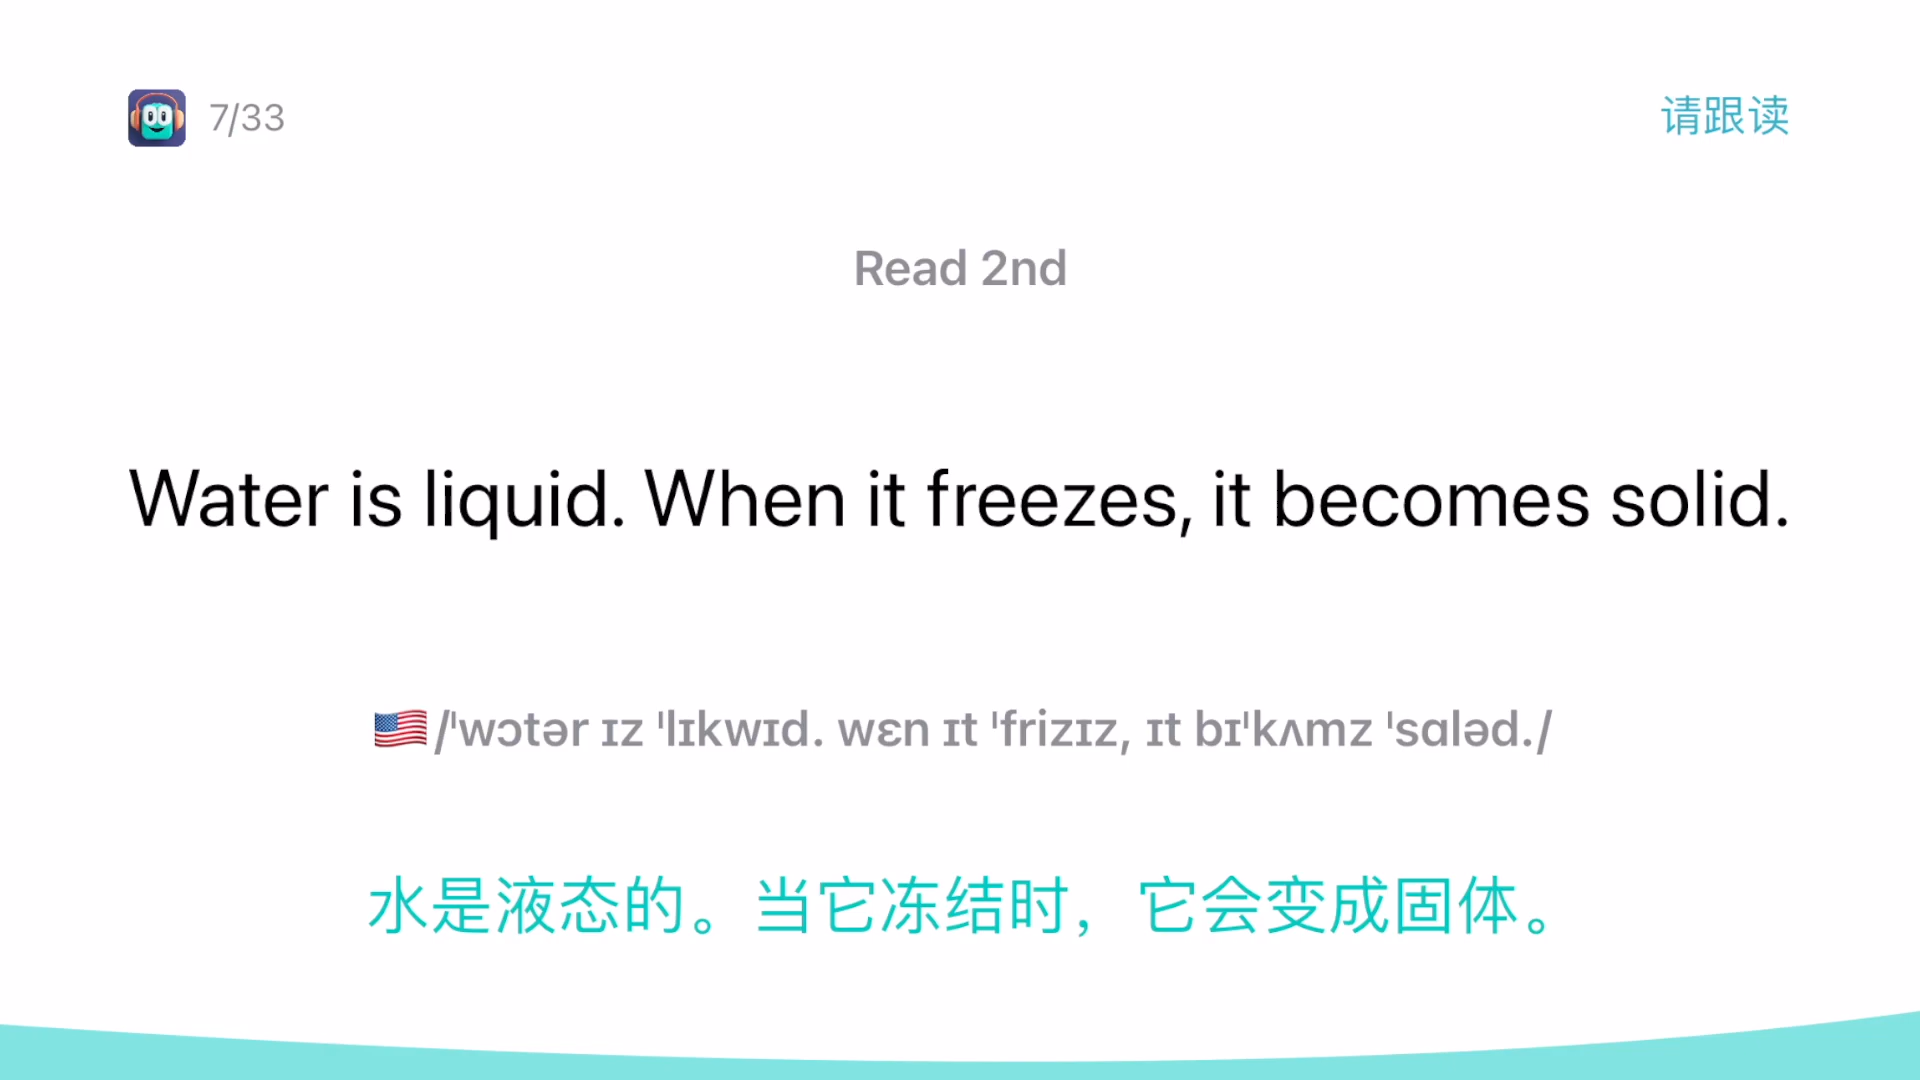 7/33
请跟读
Read 2nd
Water is liquid. When it freezes, it becomes solid.
/ˈwɔtər ɪz ˈlɪkwɪd. wɛn ɪt ˈfrizɪz, ɪt bɪˈkʌmz ˈsɑləd./
水是液态的。当它冻结时，它会变成固体。